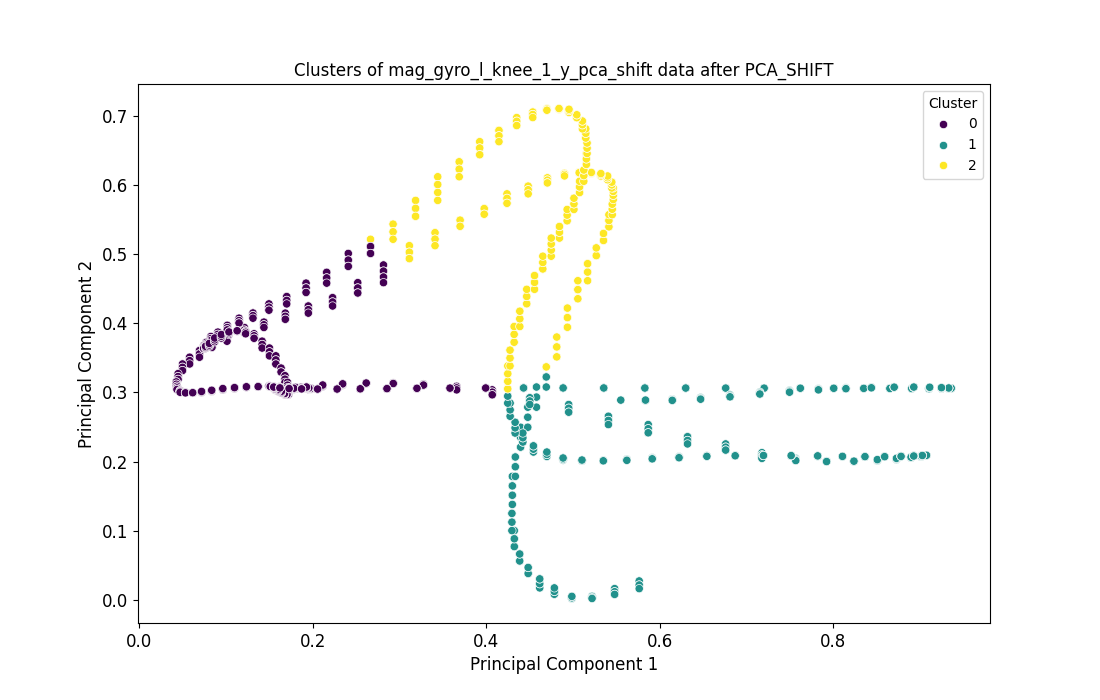 Clusters of mag_gyro_l_knee_1_y_pca_shift data after PCA_SHIFT
Cluster
0
1
2
Principal Component 2
0.7
0.6
0.5
0.4
0.3
0.2
0.1
0.0
0.0 0.2 0.4 0.6 0.8
Principal Component 1